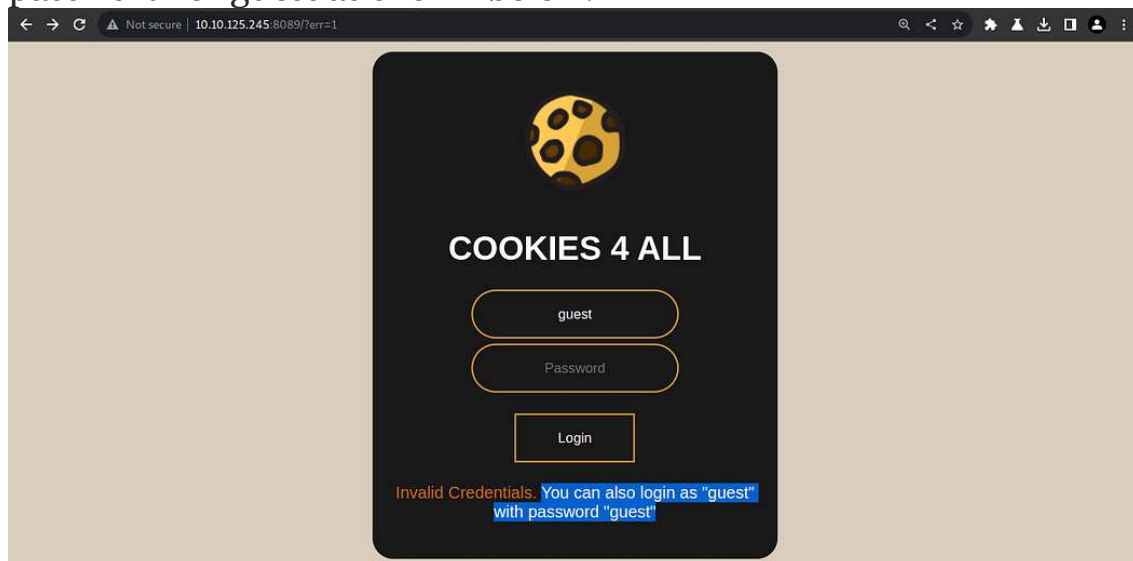 Not secure | 10.10.125.245:8089/?err=1
COOKIES 4 ALL
guest
Password
Login
Invalid Credentials. You can also login as "guest"
with password "guest"